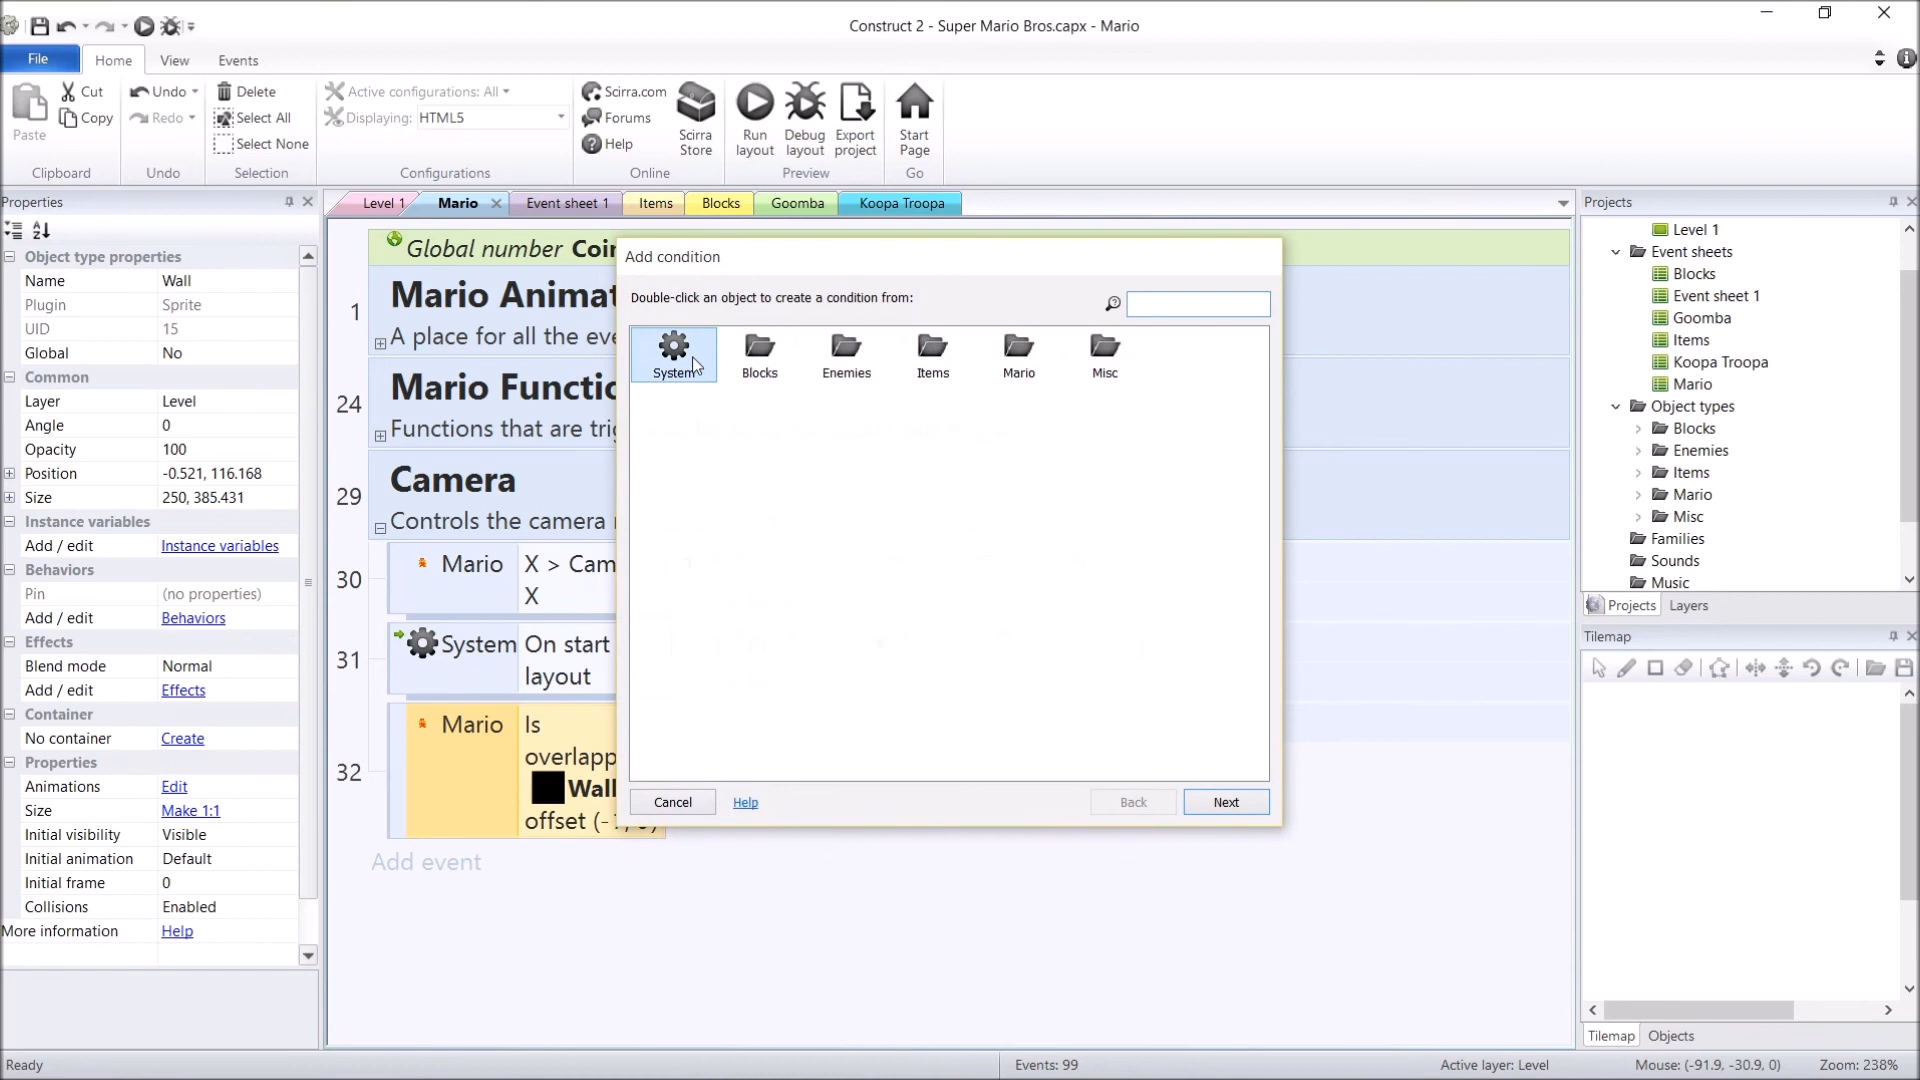 Construct 2 - Super Mario Bros.capx - Mario
File
Home
View
Events
Paste
Cut
Copy
Clipboard
Undo
Redo
Undo
Delete
Select All
Select None
Selection
Active configurations: All
Displaying:
HTML5
Configurations
Scirra.com
Forums
Help
Scirra
Store
Online
Run
layout
Debug
layout
Export
project
Preview
Start
Page
Go
Properties
Object type properties
Name Wall
Plugin Sprite
UID 15
Global No
Common
Layer Level
Angle 0
Opacity 100
Position -0.521, 116.168
Size 250, 385.431
Instance variables
Add / edit Instance variables
Behaviors
Pin (no properties)
Add / edit Behaviors
Effects
Blend mode Normal
Add / edit Effects
Container
No container Create
Properties
Animations Edit
Size Make 1:1
Initial visibility Visible
Initial animation Default
Initial frame 0
Collisions Enabled
More information Help
Level 1
Mario
Event sheet 1
Items
Blocks
Goomba
Koopa Troopa
Global number Coi
1
Mario Animat
A place for all the eve
24
Mario Functio
Functions that are trig
29
Camera
Controls the camera
30
Mario
X > Cam
X
31
System
On start
layout
32
Mario
Is
overlapp
Wall
offset (-
Add event
Add condition
Double-click an object to create a condition from:
System
Blocks
Enemies
Items
Mario
Misc
Cancel
Help
Back
Next
Projects
Level 1
Event sheets
Blocks
Event sheet 1
Goomba
Items
Koopa Troopa
Mario
Object types
Blocks
Enemies
Items
Mario
Misc
Families
Sounds
Music
Projects
Layers
Tilemap
Tilemap
Objects
Ready
Events: 99
Active layer: Level
Mouse: (-91.9, -30.9, 0)
Zoom: 238%